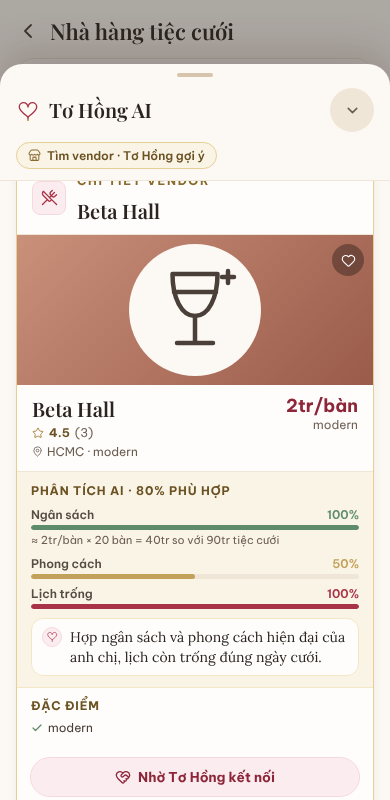 Nhà hàng tiệc cưới
Tơ Hồng AI
Tìm vendor · Tơ Hồng gợi ý
CHI TIẾT VENDOR
Beta Hall
Beta Hall
2tr/bàn
4.5 (3)
modern
HCMC · modern
PHÂN TÍCH AI · 80% PHÙ HỢP
Ngân sách 100%
≈ 2tr/bàn × 20 bàn = 40tr so với 90tr tiệc cưới
Phong cách 50%
Lịch trống 100%
Hợp ngân sách và phong cách hiện đại của
anh chị, lịch còn trống đúng ngày cưới.
ĐẶC ĐIỂM
modern
Nhờ Tơ Hồng kết nối